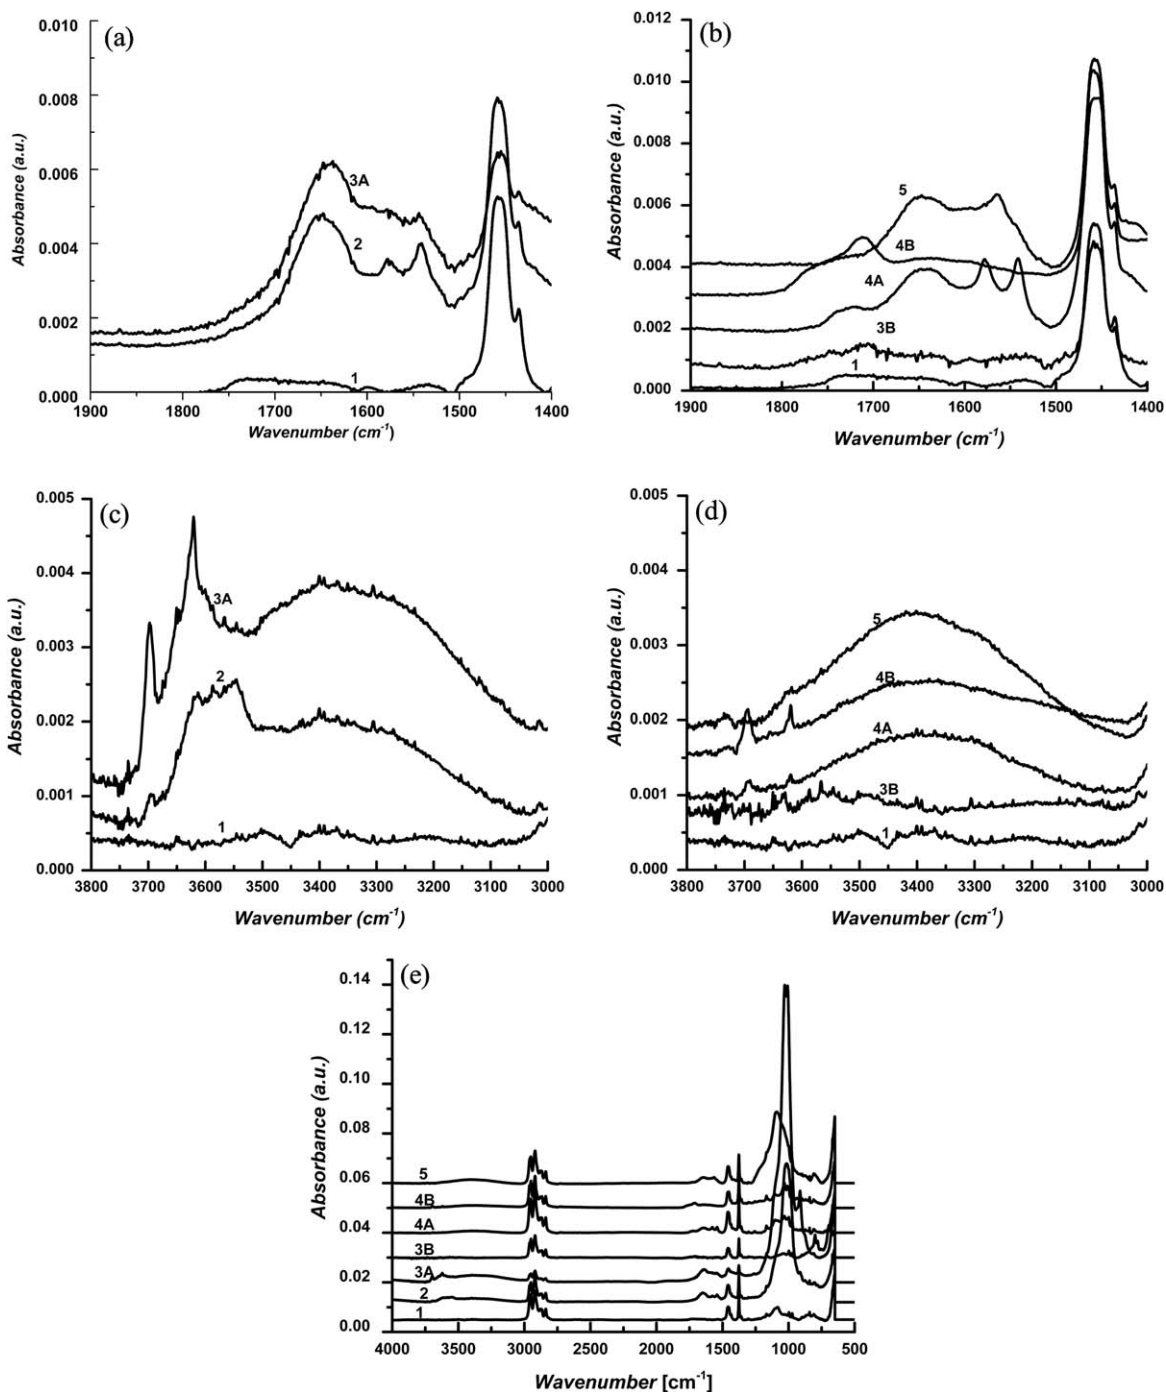 (a)
0.010
0.008
0.006
0.004
0.002
0.000
Absorbance (a.u.)
3A
2
1
1900 1800 1700 1600 1500 1400
Wavenumber (cm-1)
(b)
0.012
0.010
0.008
0.006
0.004
0.002
0.000
Absorbance (a.u.)
5
4B
4A
3B
1
1900 1800 1700 1600 1500 1400
Wavenumber (cm-1)
(c)
0.005
0.004
0.003
0.002
0.001
0.000
Absorbance (a.u.)
3A
2
1
3800 3700 3600 3500 3400 3300 3200 3100 3000
Wavenumber (cm-1)
(d)
0.005
0.004
0.003
0.002
0.001
0.000
Absorbance (a.u.)
5
4B
4A
3B
1
3800 3700 3600 3500 3400 3300 3200 3100 3000
Wavenumber (cm-1)
(e)
0.14
0.12
0.10
0.08
0.06
0.04
0.02
0.00
Absorbance (a.u.)
5
4B
4A
3B
3A
2
1
4000 3500 3000 2500 2000 1500 1000 500
Wavenumber [cm-1]